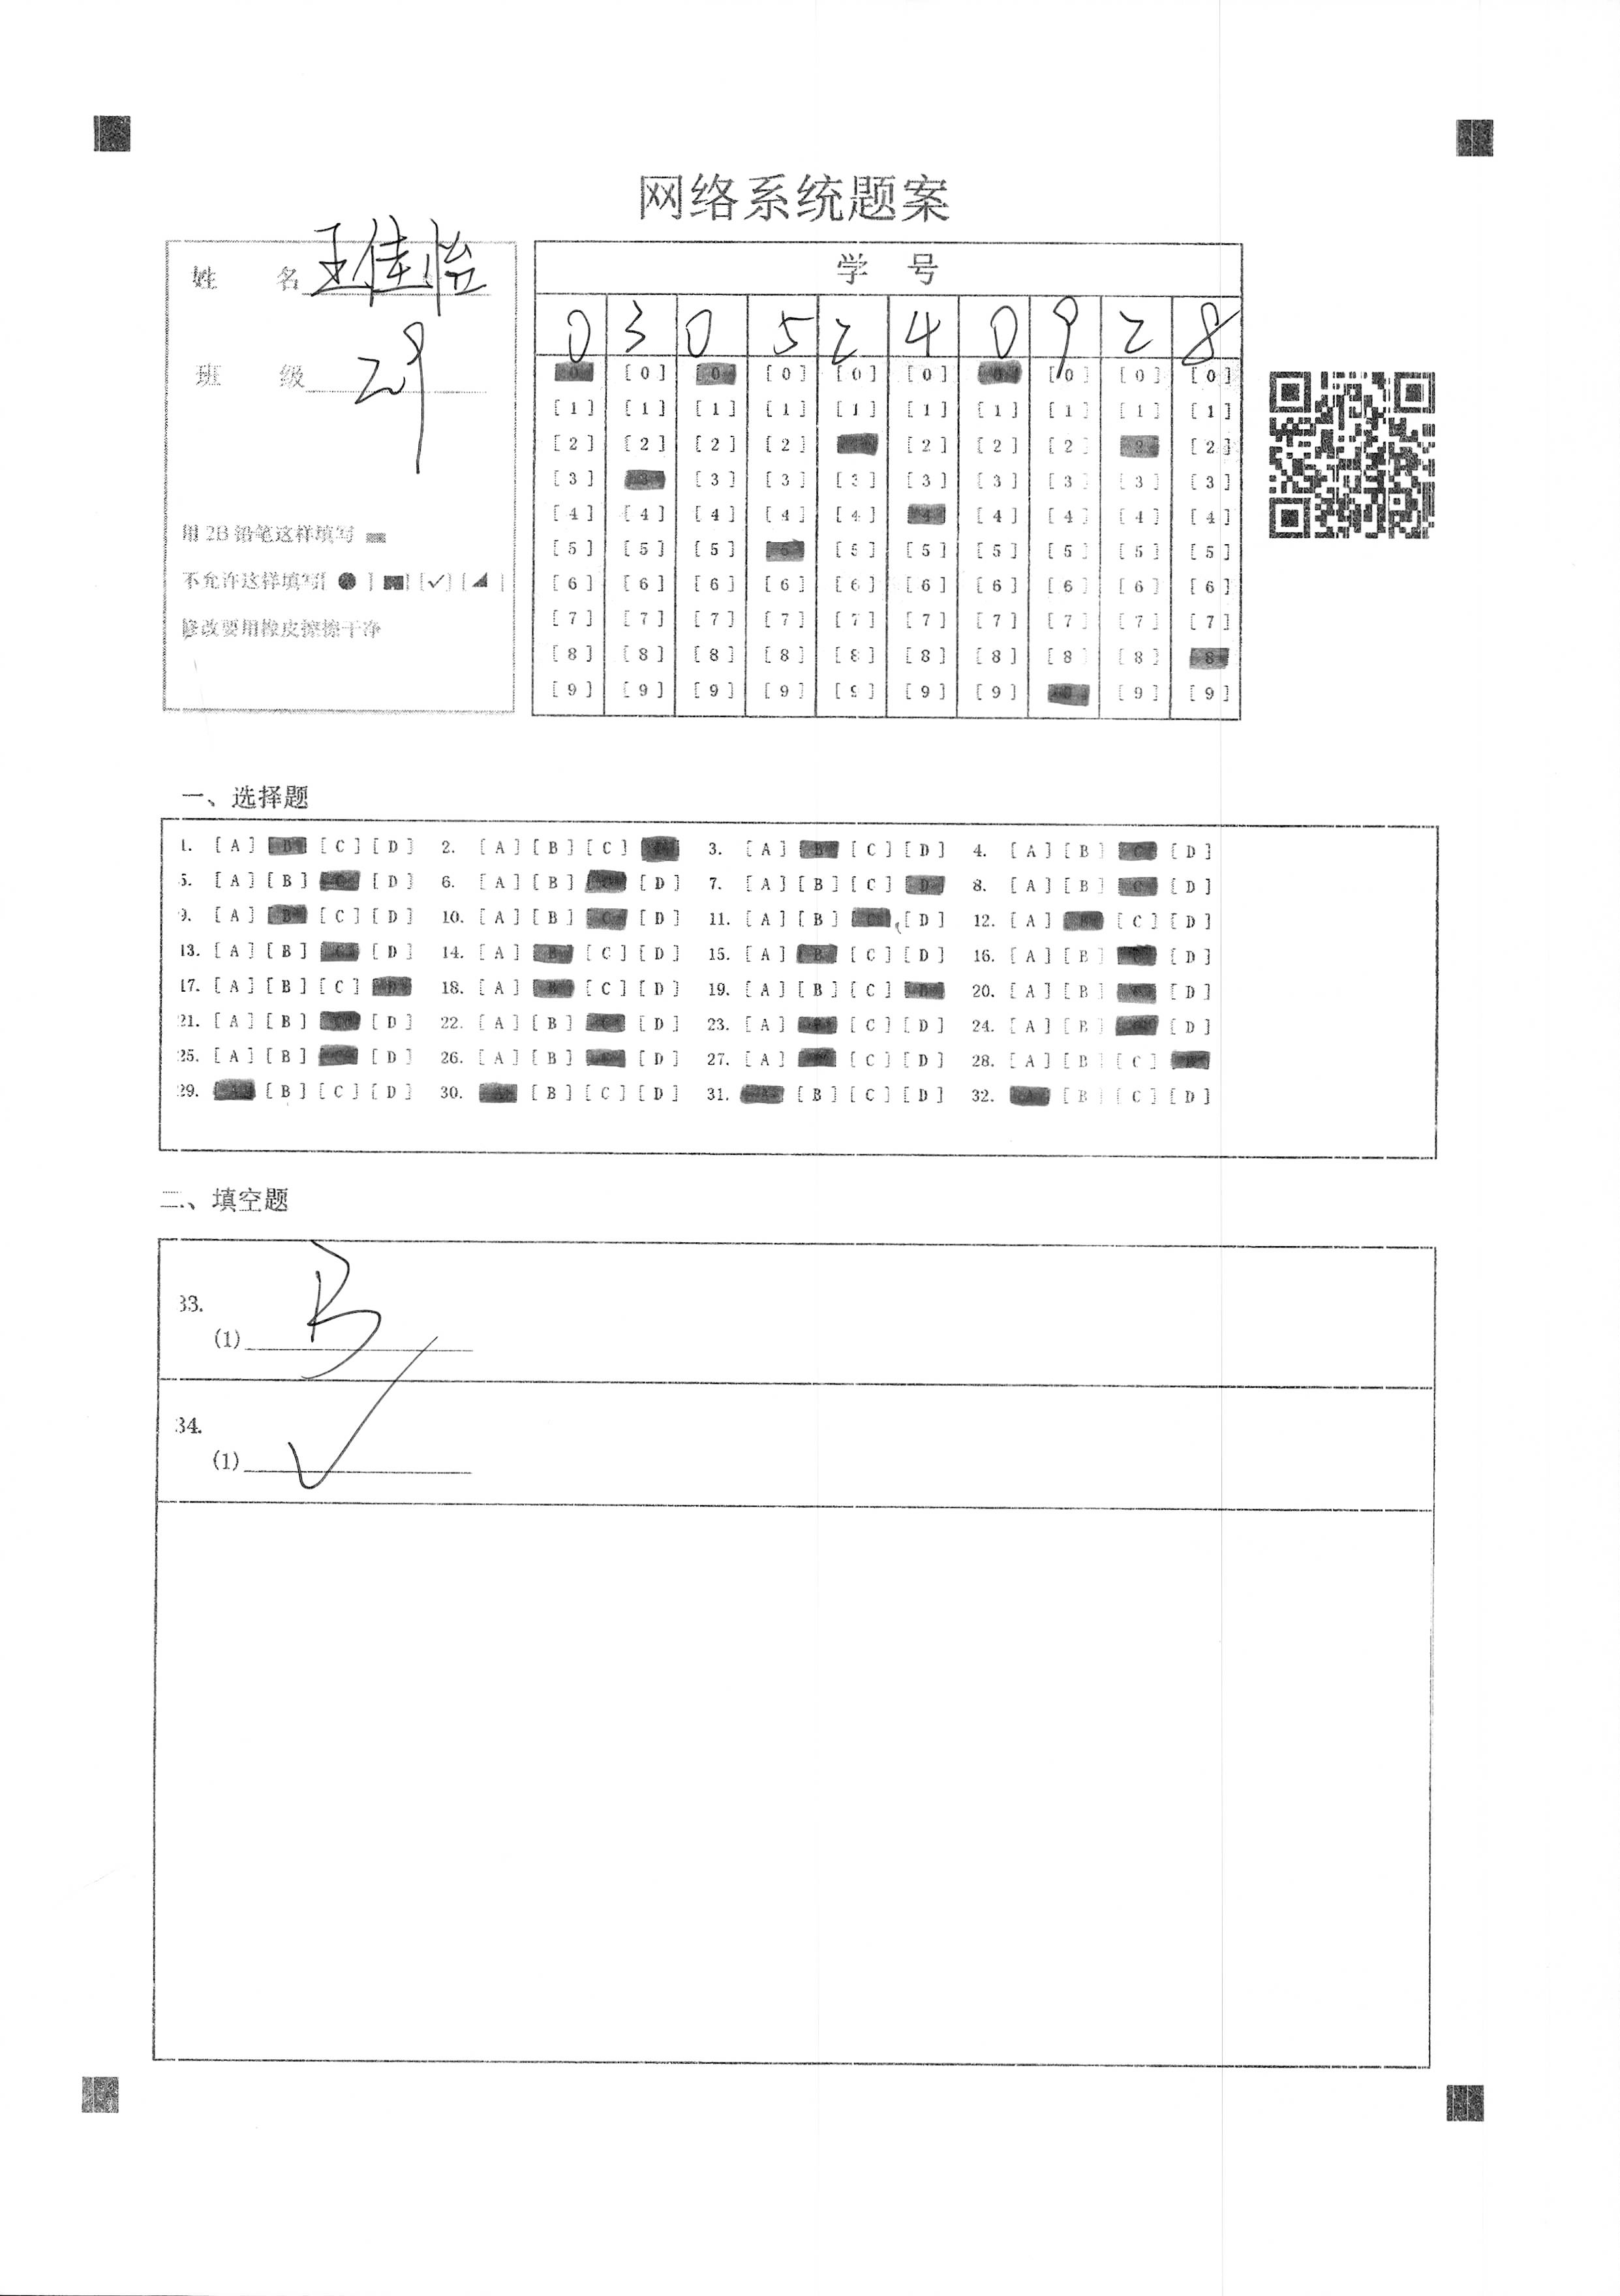 网络系统题案
姓 名 王佳怡
班 级 29
用 2B 铅笔这样填写
不允许这样填写[ ● ] [■] [✓] [◢ ]
修改要用橡皮擦擦干净
学 号
0 3 0 5 2 4 0 9 2 8
[0] [0] [0] [0] [0] [0] [0] [0] [0] [0]
[1] [1] [1] [1] [1] [1] [1] [1] [1] [1]
[2] [2] [2] [2] [2] [2] [2] [2] [2] [2]
[3] [3] [3] [3] [3] [3] [3] [3] [3] [3]
[4] [4] [4] [4] [4] [4] [4] [4] [4] [4]
[5] [5] [5] [5] [5] [5] [5] [5] [5] [5]
[6] [6] [6] [6] [6] [6] [6] [6] [6] [6]
[7] [7] [7] [7] [7] [7] [7] [7] [7] [7]
[8] [8] [8] [8] [8] [8] [8] [8] [8] [8]
[9] [9] [9] [9] [9] [9] [9] [9] [9] [9]
一、选择题
1. [A] [B] [C] [D] 2. [A] [B] [C] [D] 3. [A] [B] [C] [D] 4. [A] [B] [C] [D]
5. [A] [B] [C] [D] 6. [A] [B] [C] [D] 7. [A] [B] [C] [D] 8. [A] [B] [C] [D]
9. [A] [B] [C] [D] 10. [A] [B] [C] [D] 11. [A] [B] [C] [D] 12. [A] [B] [C] [D]
13. [A] [B] [C] [D] 14. [A] [B] [C] [D] 15. [A] [B] [C] [D] 16. [A] [B] [C] [D]
17. [A] [B] [C] [D] 18. [A] [B] [C] [D] 19. [A] [B] [C] [D] 20. [A] [B] [C] [D]
21. [A] [B] [C] [D] 22. [A] [B] [C] [D] 23. [A] [B] [C] [D] 24. [A] [B] [C] [D]
25. [A] [B] [C] [D] 26. [A] [B] [C] [D] 27. [A] [B] [C] [D] 28. [A] [B] [C] [D]
29. [A] [B] [C] [D] 30. [A] [B] [C] [D] 31. [A] [B] [C] [D] 32. [A] [B] [C] [D]
二、填空题
33.
(1) B
34.
(1) ✓